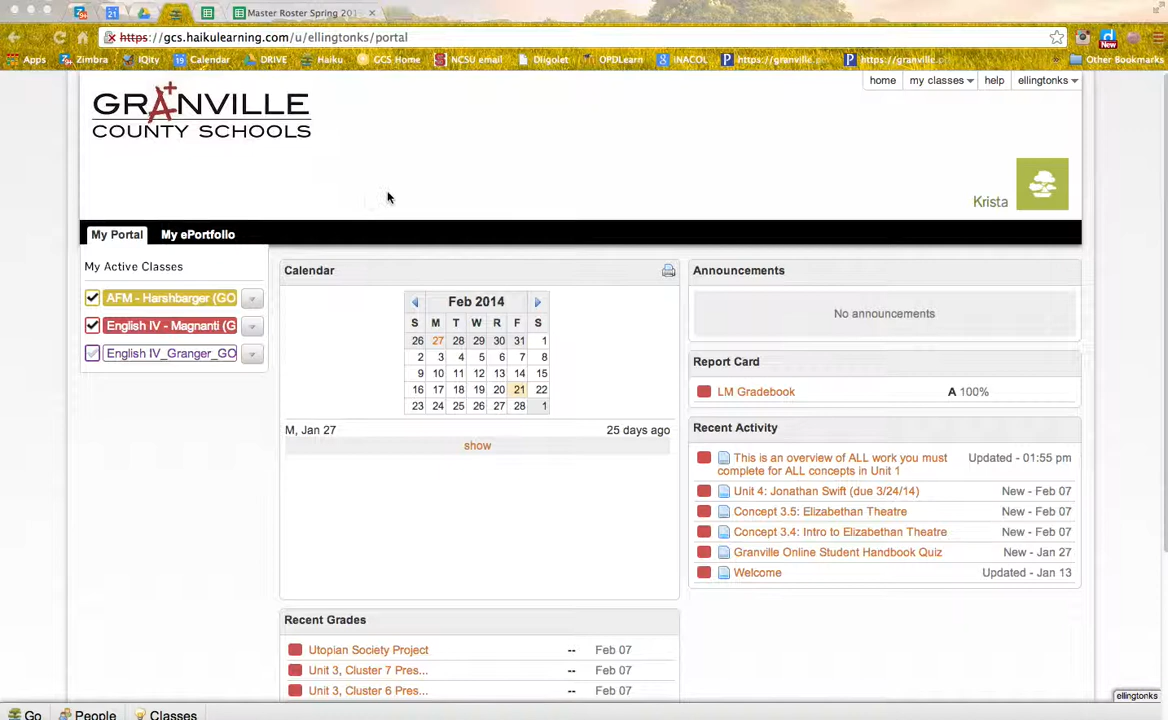 Master Roster Spring 201
https://gcs.haikulearning.com/u/ellingtonks/portal
Apps Zimbra IQity Calendar DRIVE Haiku GCS Home NCSU email Diigolet OPDLearn INACOL https://granville.p https://granville.p » Other Bookmarks
home my classes help ellingtonks
GRANVILLE
COUNTY SCHOOLS
Krista
My Portal My ePortfolio
My Active Classes
AFM - Harshbarger (GO
English IV - Magnanti (G
English IV_Granger_GO
Calendar
Feb 2014
S M T W R F S
26 27 28 29 30 31 1
2 3 4 5 6 7 8
9 10 11 12 13 14 15
16 17 18 19 20 21 22
23 24 25 26 27 28 1
M, Jan 27 25 days ago
show
Recent Grades
Utopian Society Project -- Feb 07
Unit 3, Cluster 7 Pres... -- Feb 07
Unit 3, Cluster 6 Pres... -- Feb 07
Announcements
No announcements
Report Card
LM Gradebook A 100%
Recent Activity
This is an overview of ALL work you must Updated - 01:55 pm
complete for ALL concepts in Unit 1
Unit 4: Jonathan Swift (due 3/24/14) New - Feb 07
Concept 3.5: Elizabethan Theatre New - Feb 07
Concept 3.4: Intro to Elizabethan Theatre New - Feb 07
Granville Online Student Handbook Quiz New - Jan 27
Welcome Updated - Jan 13
ellingtonks
Go People Classes